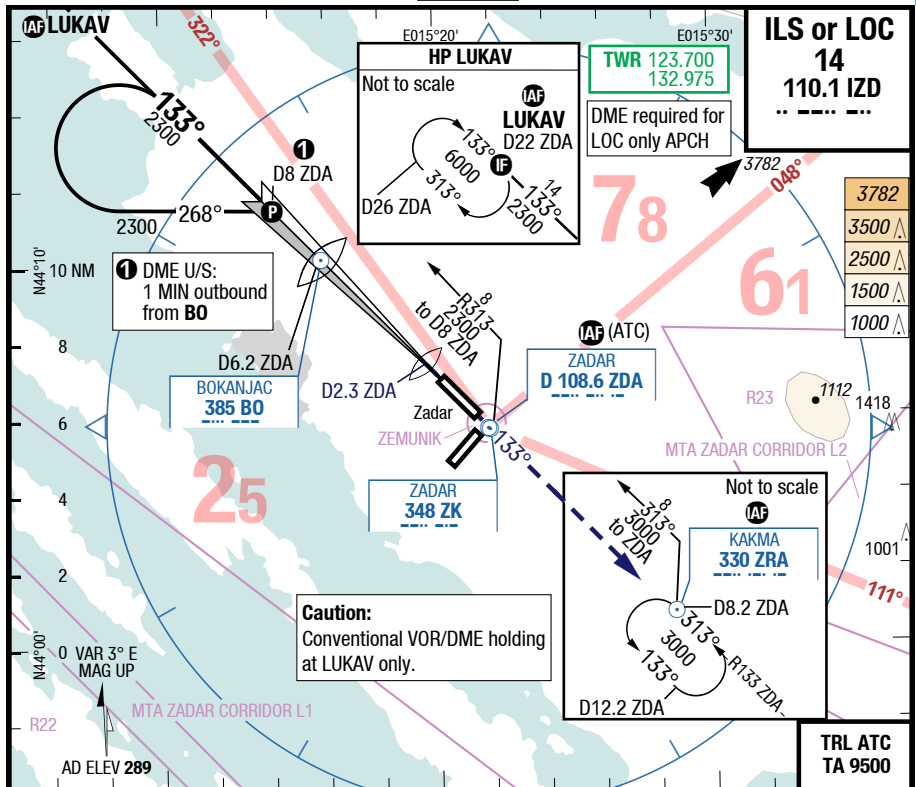 IAF LUKAV
322°
E015°20'
E015°30'
ILS or LOC
14
110.1 IZD
TWR 123.700
132.975
DME required for
LOC only APCH
HP LUKAV
Not to scale
IAF
LUKAV
D22 ZDA
133°
6000
313°
IF
14
133°
2300
D26 ZDA
133°
2300
1
D8 ZDA
P
2300
268°
3782
048°
78
61
3782
3500
2500
1500
1000
N44°10'
10 NM
1 DME U/S:
1 MIN outbound
from BO
8
R313
2300
to D8 ZDA
IAF (ATC)
ZADAR
D 108.6 ZDA
8
D6.2 ZDA
BOKANJAC
385 BO
D2.3 ZDA
Zadar
ZEMUNIK
6
R23
1112
1418
MTA ZADAR CORRIDOR L2
133°
25
ZADAR
348 ZK
4
Not to scale
IAF
8
313°
3000
to ZDA
KAKMA
330 ZRA
1001
111°
2
D8.2 ZDA
313°
3000
133°
R133 ZDA
D12.2 ZDA
Caution:
Conventional VOR/DME holding
at LUKAV only.
N44°00'
0
VAR 3° E
MAG UP
MTA ZADAR CORRIDOR L1
R22
AD ELEV 289
TRL ATC
TA 9500